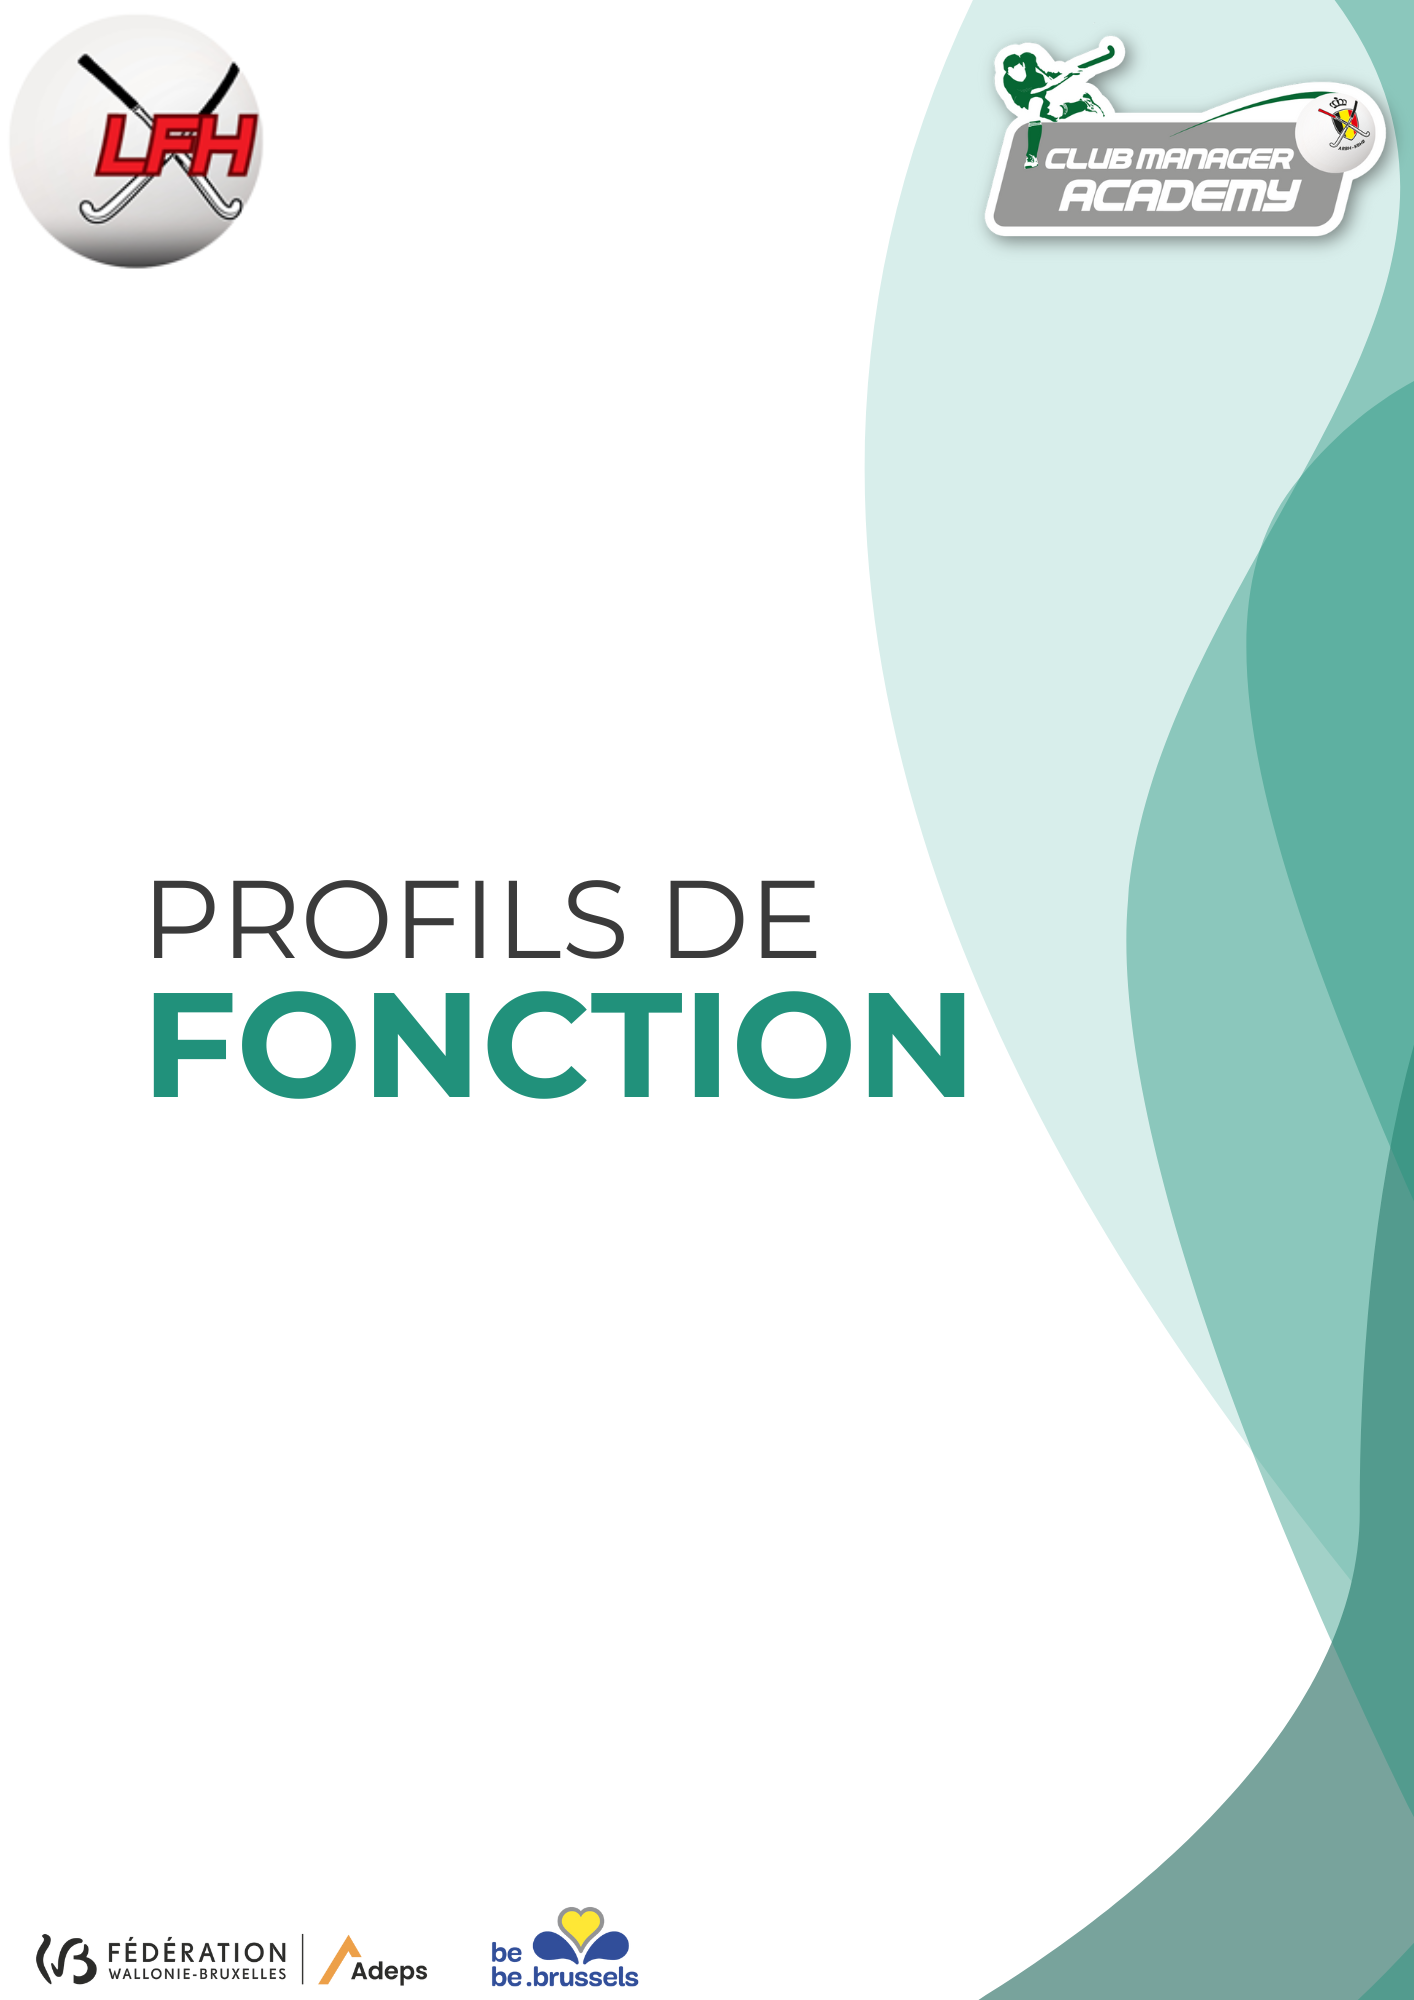 LFH
CLUB MANAGER
ACADEMY
PROFILS DE
FONCTION
FÉDÉRATION
WALLONIE-BRUXELLES
Adeps
be
be.brussels